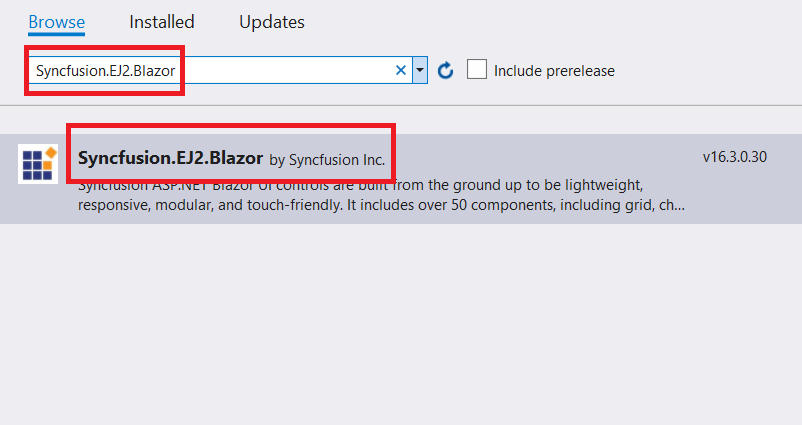 Browse Installed Updates
Syncfusion.EJ2.Blazor Include prerelease
Syncfusion.EJ2.Blazor by Syncfusion Inc. v16.3.0.30
Syncfusion ASP.NET Blazor UI controls are built from the ground up to be lightweight,
responsive, modular, and touch-friendly. It includes over 50 components, including grid, ch...